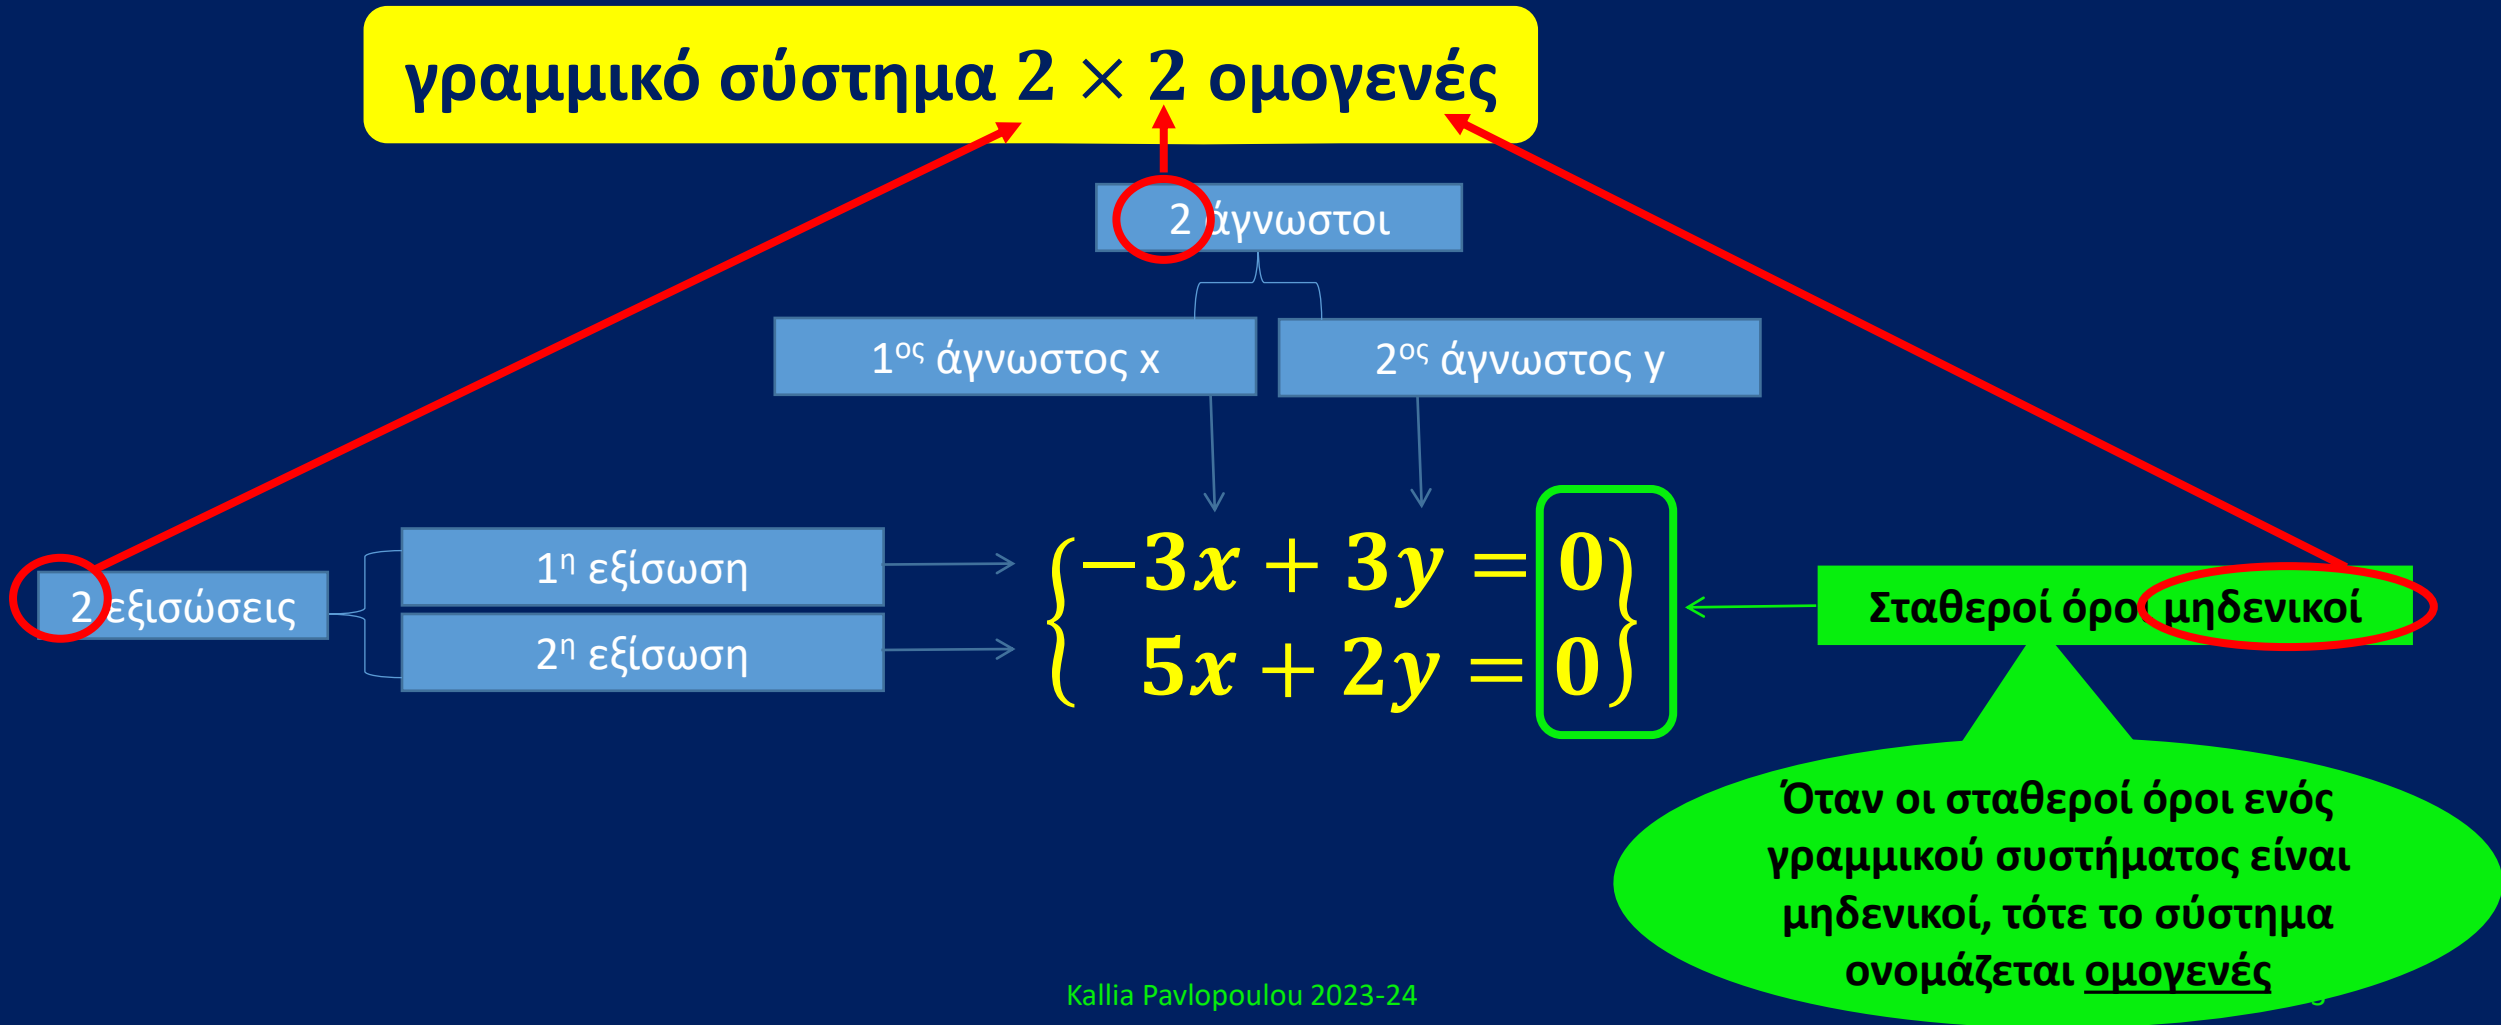 γραμμικό σύστημα 2 × 2 ομογενές
2 άγνωστοι
1ος άγνωστος x
2ος άγνωστος y
2 εξισώσεις
1η εξίσωση
2η εξίσωση
−3x + 3y = 0
5x + 2y = 0
Σταθεροί όροι μηδενικοί
Όταν οι σταθεροί όροι ενός
γραμμικού συστήματος είναι
μηδενικοί, τότε το σύστημα
ονομάζεται ομογενές
Kallia Pavlopoulou 2023-24